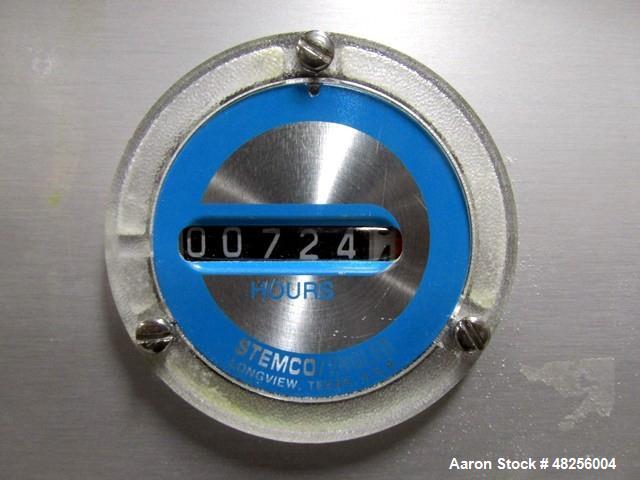 00724
HOURS
STEMCO
LONGVIEW, TEXAS, U.S.A.
Aaron Stock # 48256004